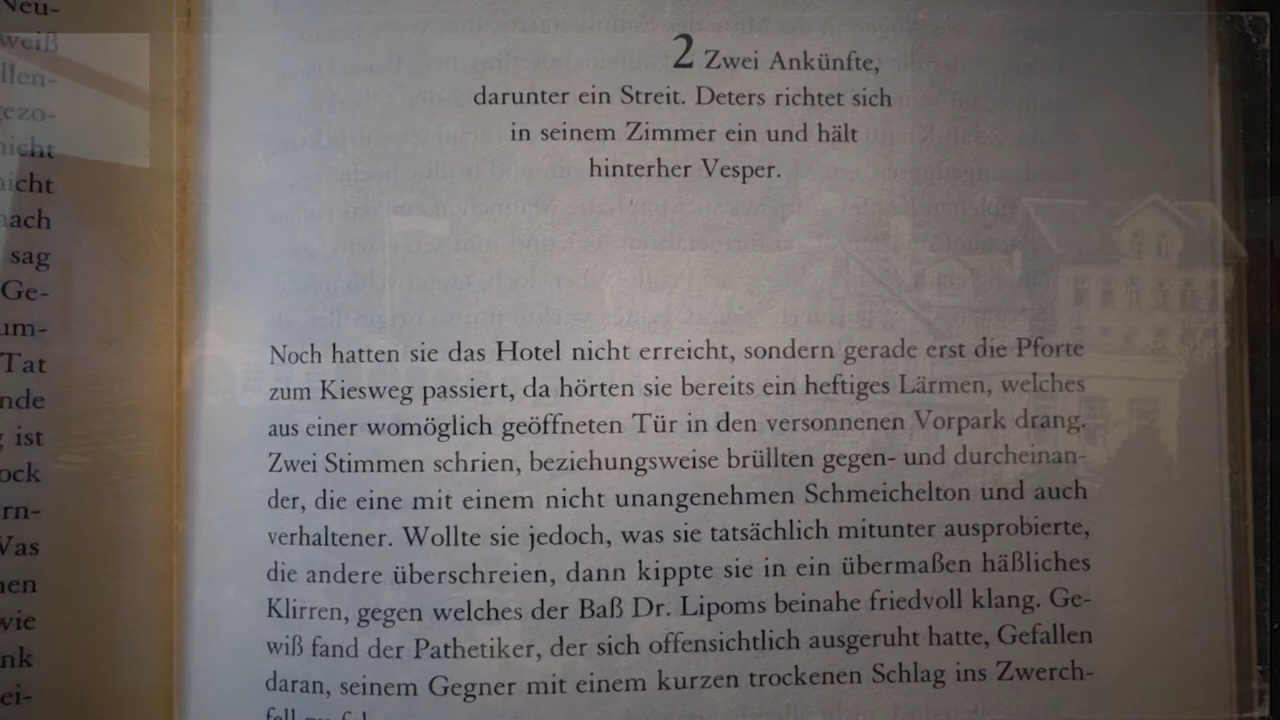 Neu-
weiß
llen-
gezo-
nicht
nicht
nach
sag
Ge-
um-
Tat
nde
ist
ock
rn-
Was
nen
wie
nk
ei-
2 Zwei Ankünfte,
darunter ein Streit. Deters richtet sich
in seinem Zimmer ein und hält
hinterher Vesper.
Noch hatten sie das Hotel nicht erreicht, sondern gerade erst die Pforte
zum Kiesweg passiert, da hörten sie bereits ein heftiges Lärmen, welches
aus einer womöglich geöffneten Tür in den versonnenen Vorpark drang.
Zwei Stimmen schrien, beziehungsweise brüllten gegen- und durcheinan-
der, die eine mit einem nicht unangenehmen Schmeichelton und auch
verhaltener. Wollte sie jedoch, was sie tatsächlich mitunter ausprobierte,
die andere überschreien, dann kippte sie in ein übermaßen häßliches
Klirren, gegen welches der Baß Dr. Lipoms beinahe friedvoll klang. Ge-
wiß fand der Pathetiker, der sich offensichtlich ausgeruht hatte, Gefallen
daran, seinem Gegner mit einem kurzen trockenen Schlag ins Zwerch-